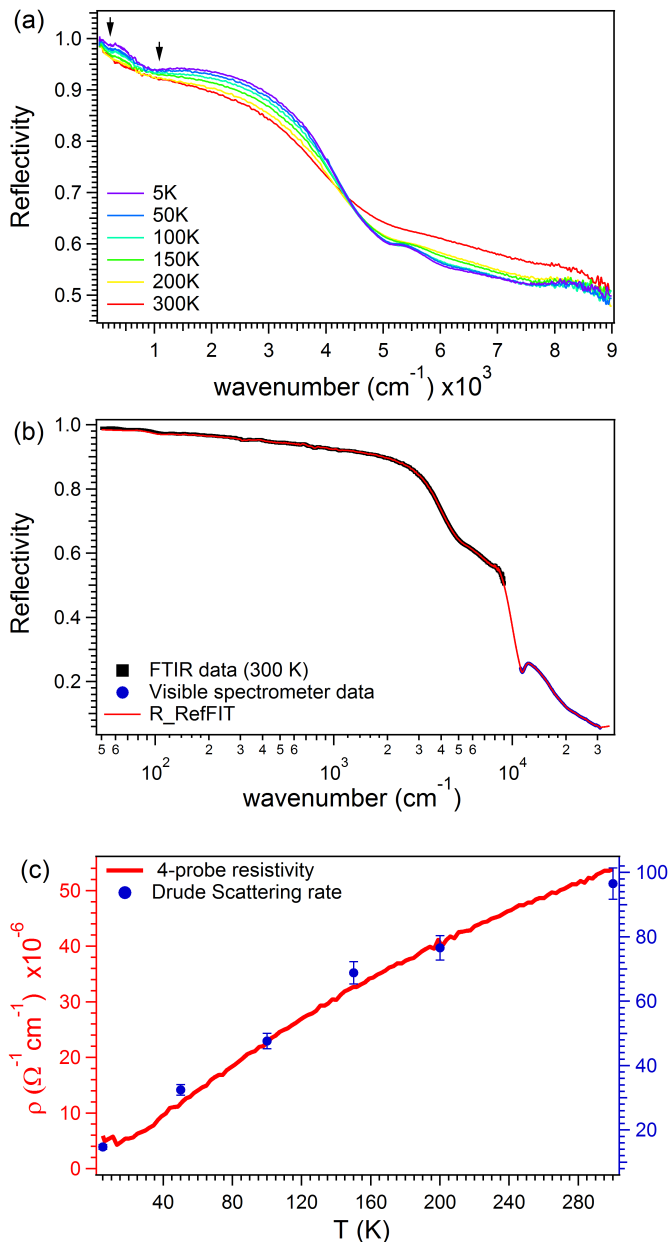 (a)
1.0
0.9
0.8
0.7
0.6
0.5
Reflectivity
5K
50K
100K
150K
200K
300K
1 2 3 4 5 6 7 8 9
wavenumber (cm⁻¹) x10³
(b)
1.0
0.8
0.6
0.4
0.2
Reflectivity
FTIR data (300 K)
Visible spectrometer data
R_RefFIT
5 6 2 3 4 5 6 2 3 4 5 6 2 3
10² 10³ 10⁴
wavenumber (cm⁻¹)
(c)
4-probe resistivity
Drude Scattering rate
50
40
30
20
10
0
ρ (Ω⁻¹ cm⁻¹) x10⁻⁶
100
80
60
40
20
40 80 120 160 200 240 280
T (K)